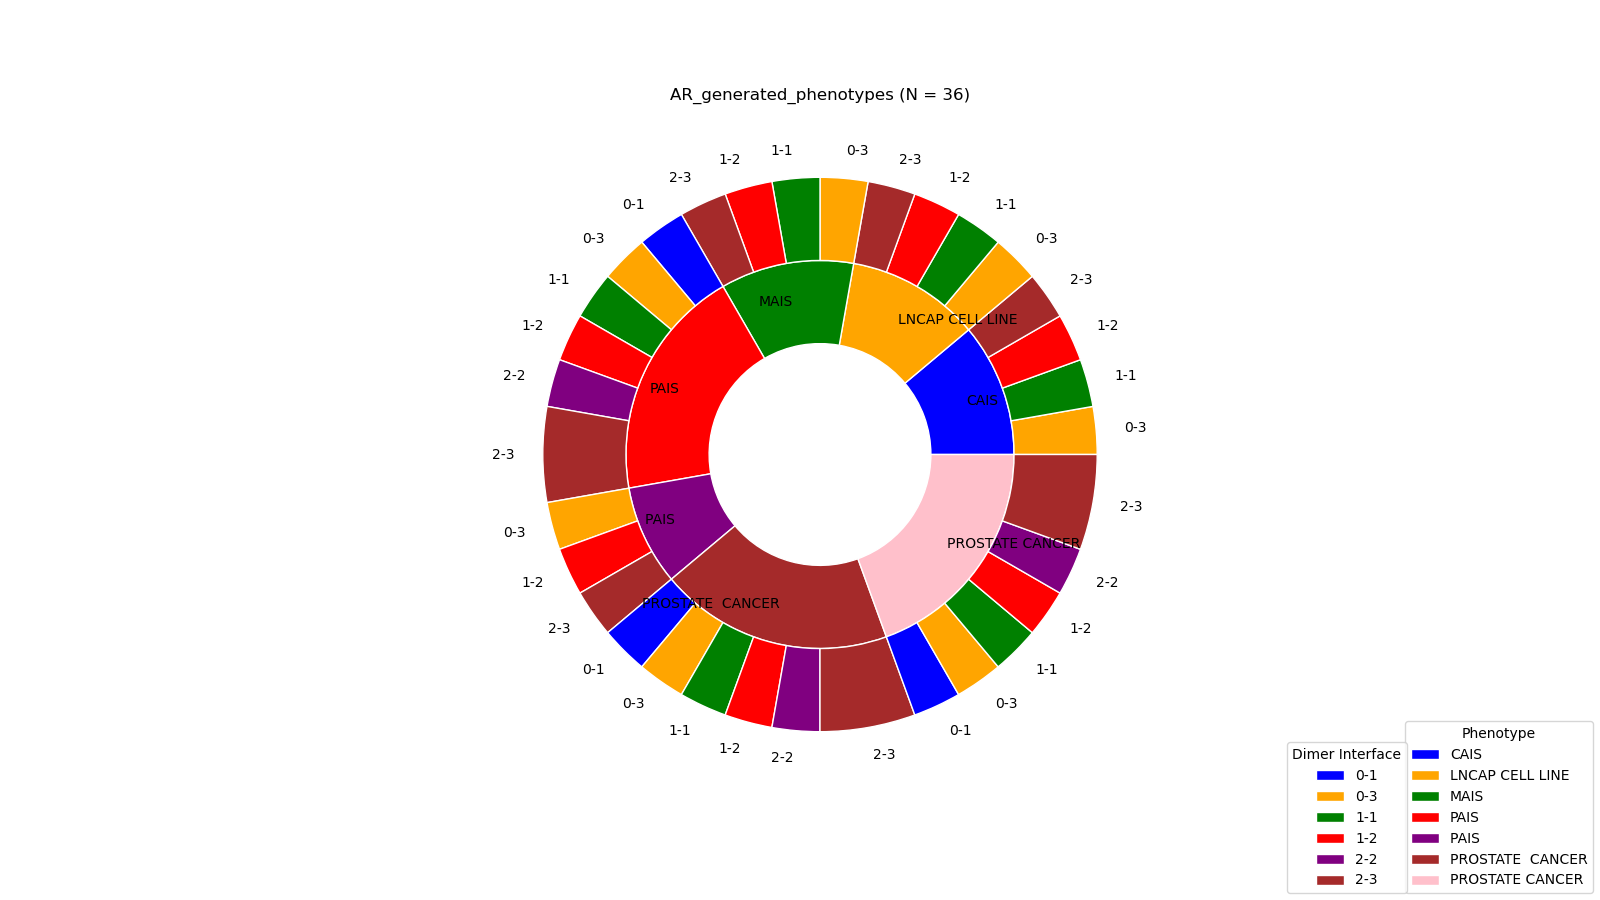 AR_generated_phenotypes (N = 36)
1-1
0-3
1-2
2-3
2-3
1-2
0-1
1-1
0-3
0-3
1-1
2-3
MAIS
LNCAP CELL LINE
1-2
1-2
2-2
PAIS
CAIS
1-1
0-3
2-3
2-3
0-3
PAIS
PROSTATE CANCER
1-2
2-2
PROSTATE  CANCER
2-3
1-2
0-1
1-1
0-3
0-3
1-1
0-1
1-2
2-2
2-3
Dimer Interface
0-1
0-3
1-1
1-2
2-2
2-3
Phenotype
CAIS
LNCAP CELL LINE
MAIS
PAIS
PAIS
PROSTATE  CANCER
PROSTATE CANCER